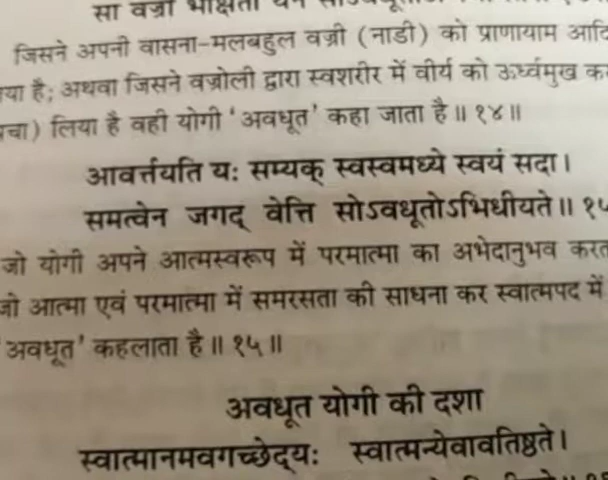 सा वज्री भक्षिता येन
जिसने अपनी वासना-मलबहुल वज्री (नाडी) को प्राणायाम आदि
है; अथवा जिसने वज्रोली द्वारा स्वशरीर में वीर्य को ऊर्ध्वमुख
लिया है वही योगी 'अवधूत' कहा जाता है॥१४॥
आवर्त्तयति यः सम्यक् स्वस्वमध्ये स्वयं सदा।
समत्वेन जगद् वेत्ति सोऽवधूतोऽभिधीयते॥
जो योगी अपने आत्मस्वरूप में परमात्मा का अभेदानुभव करत
जो आत्मा एवं परमात्मा में समरसता की साधना कर स्वात्मपद में
अवधूत' कहलाता है॥१५॥
अवधूत योगी की दशा
स्वात्मानमवगच्छेद्यः स्वात्मन्येवावतिष्ठते।